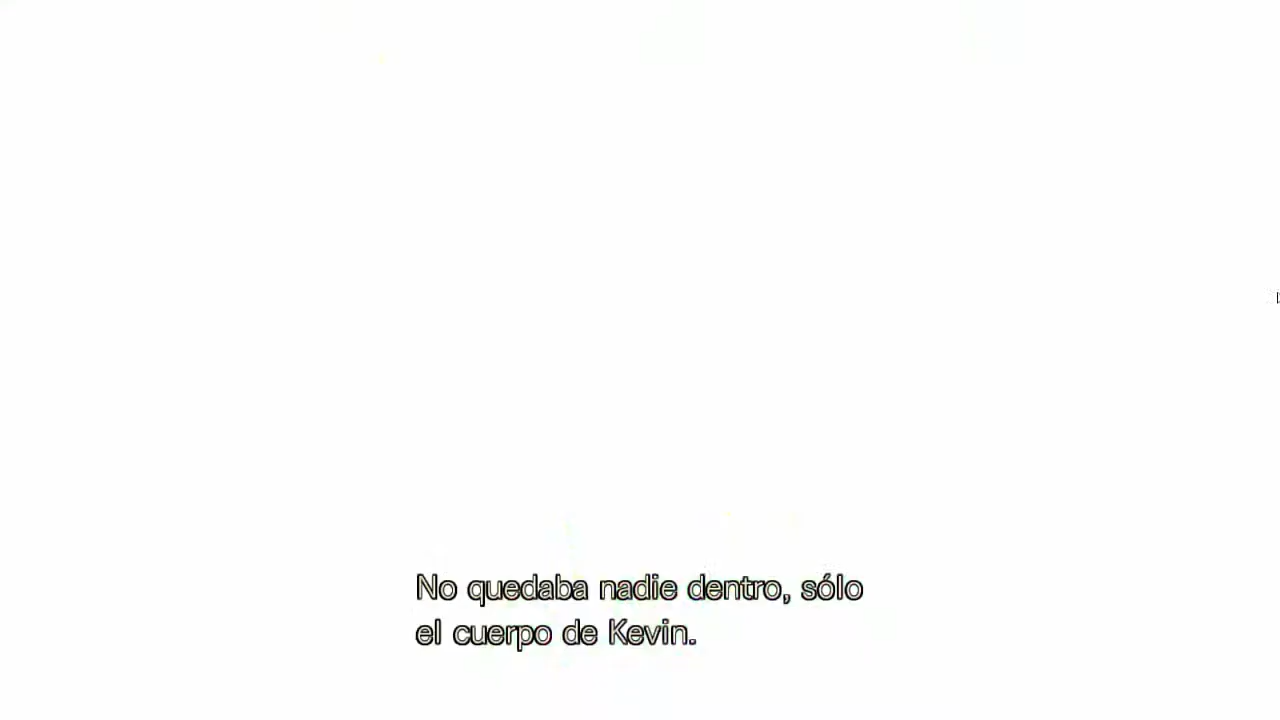 No quedaba nadie dentro, sólo
el cuerpo de Kevin.